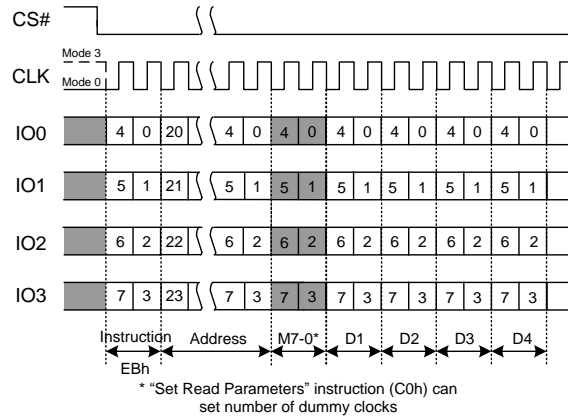 CS#
Mode 3
CLK
Mode 0
IO0 4 0 20 4 0 4 0 4 0 4 0 4 0 4 0
IO1 5 1 21 5 1 5 1 5 1 5 1 5 1 5 1
IO2 6 2 22 6 2 6 2 6 2 6 2 6 2 6 2
IO3 7 3 23 7 3 7 3 7 3 7 3 7 3 7 3
Instruction Address M7-0* D1 D2 D3 D4
EBh
* “Set Read Parameters” instruction (C0h) can
set number of dummy clocks